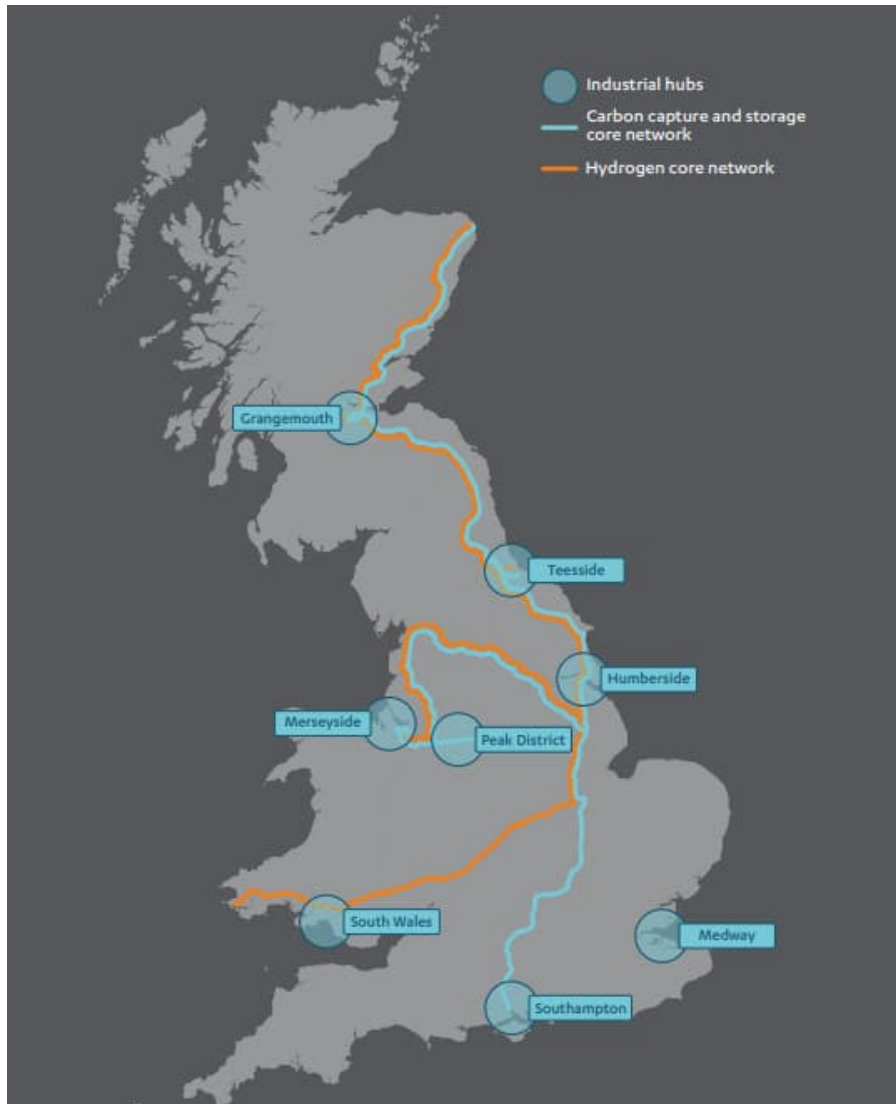 Industrial hubs
Carbon capture and storage
core network
Hydrogen core network
Grangemouth
Teesside
Humberside
Merseyside
Peak District
South Wales
Medway
Southampton